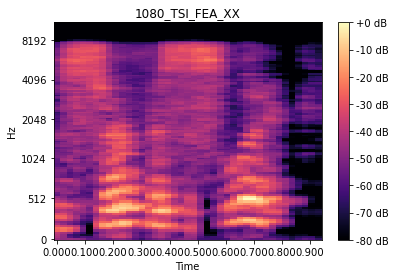 1080_TSI_FEA_XX
8192
4096
2048
1024
512
0
Hz
0.0000.1000.2000.3000.4000.5000.6000.7000.8000.900
Time
+0 dB
-10 dB
-20 dB
-30 dB
-40 dB
-50 dB
-60 dB
-70 dB
-80 dB